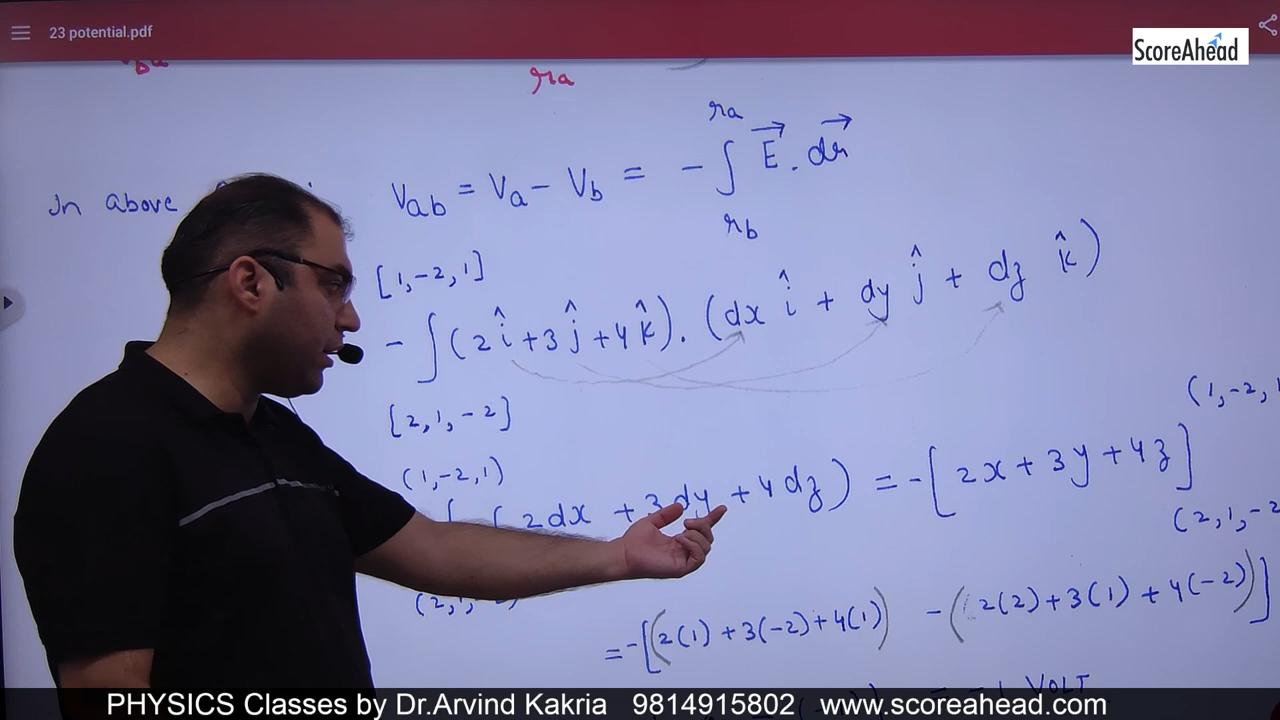 23 potential.pdf
ScoreAhead
ra
ra
In above Vab = Va - Vb = - ∫ E⃗ . dr⃗
rb
[1,-2,1]
- ∫ (2î + 3ĵ + 4k̂) . (dx î + dy ĵ + dz k̂)
[2,1,-2]
(1,-2,1) (1,-2,1
(2dx + 3dy + 4dz) = -[2x + 3y + 4z]
(2,1,-2
= -[(2(1) + 3(-2) + 4(1)) - (2(2) + 3(1) + 4(-2))]
VOLT
PHYSICS Classes by Dr.Arvind Kakria 9814915802 www.scoreahead.com